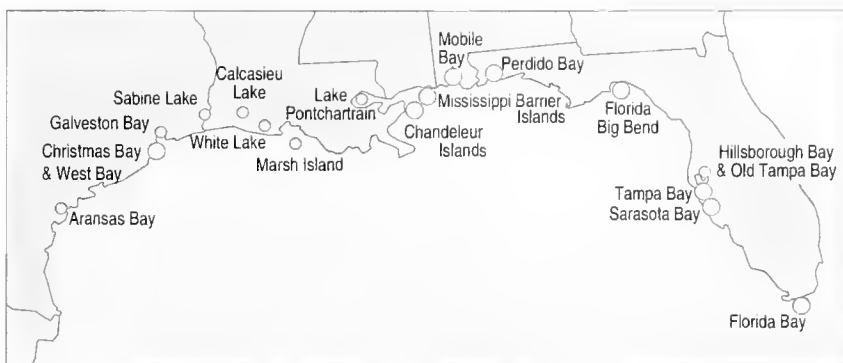 Mobile
Bay
Perdido Bay
Calcasieu
Lake
Sabine Lake
Lake
Pontchartrain
Galveston Bay
Mississippi Barrier
Islands
Florida
Big Bend
Christmas Bay
& West Bay
White Lake
Chandeleur
Islands
Marsh Island
Hillsborough Bay
& Old Tampa Bay
Tampa Bay
Sarasota Bay
Aransas Bay
Florida Bay